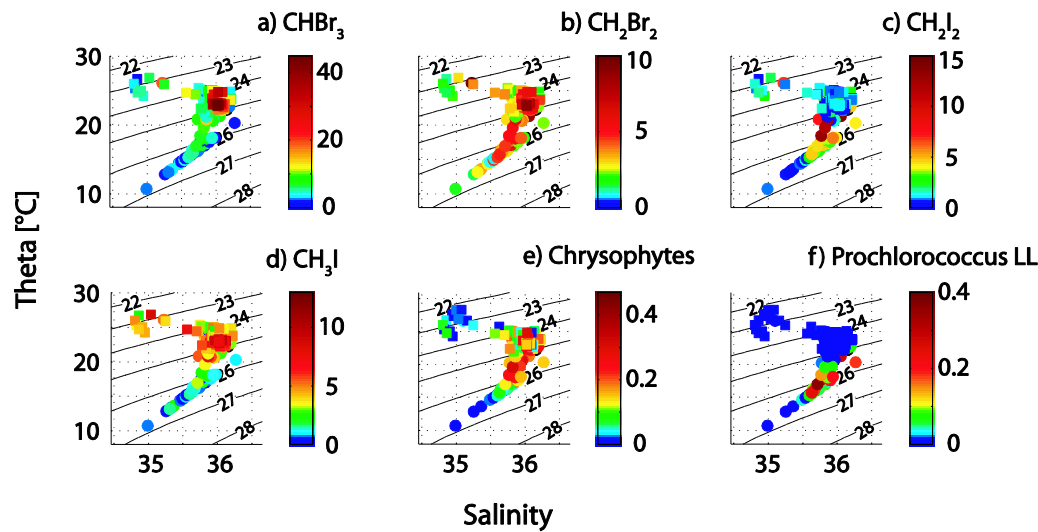 a) CHBr3 b) CH2Br2 c) CH2I2
30 22 23 24 26 27 28 20 10
40 20 0
22 23 24 26 27 28
10 5 0
22 23 24 26 27 28
15 10 5 0
Theta [°C]
d) CH3I e) Chrysophytes f) Prochlorococcus LL
30 22 23 24 26 27 28 20 10
10 5 0
22 23 24 26 27 28
0.4 0.2 0
22 23 24 26 27 28
0.4 0.2 0
35 36 35 36 35 36
Salinity